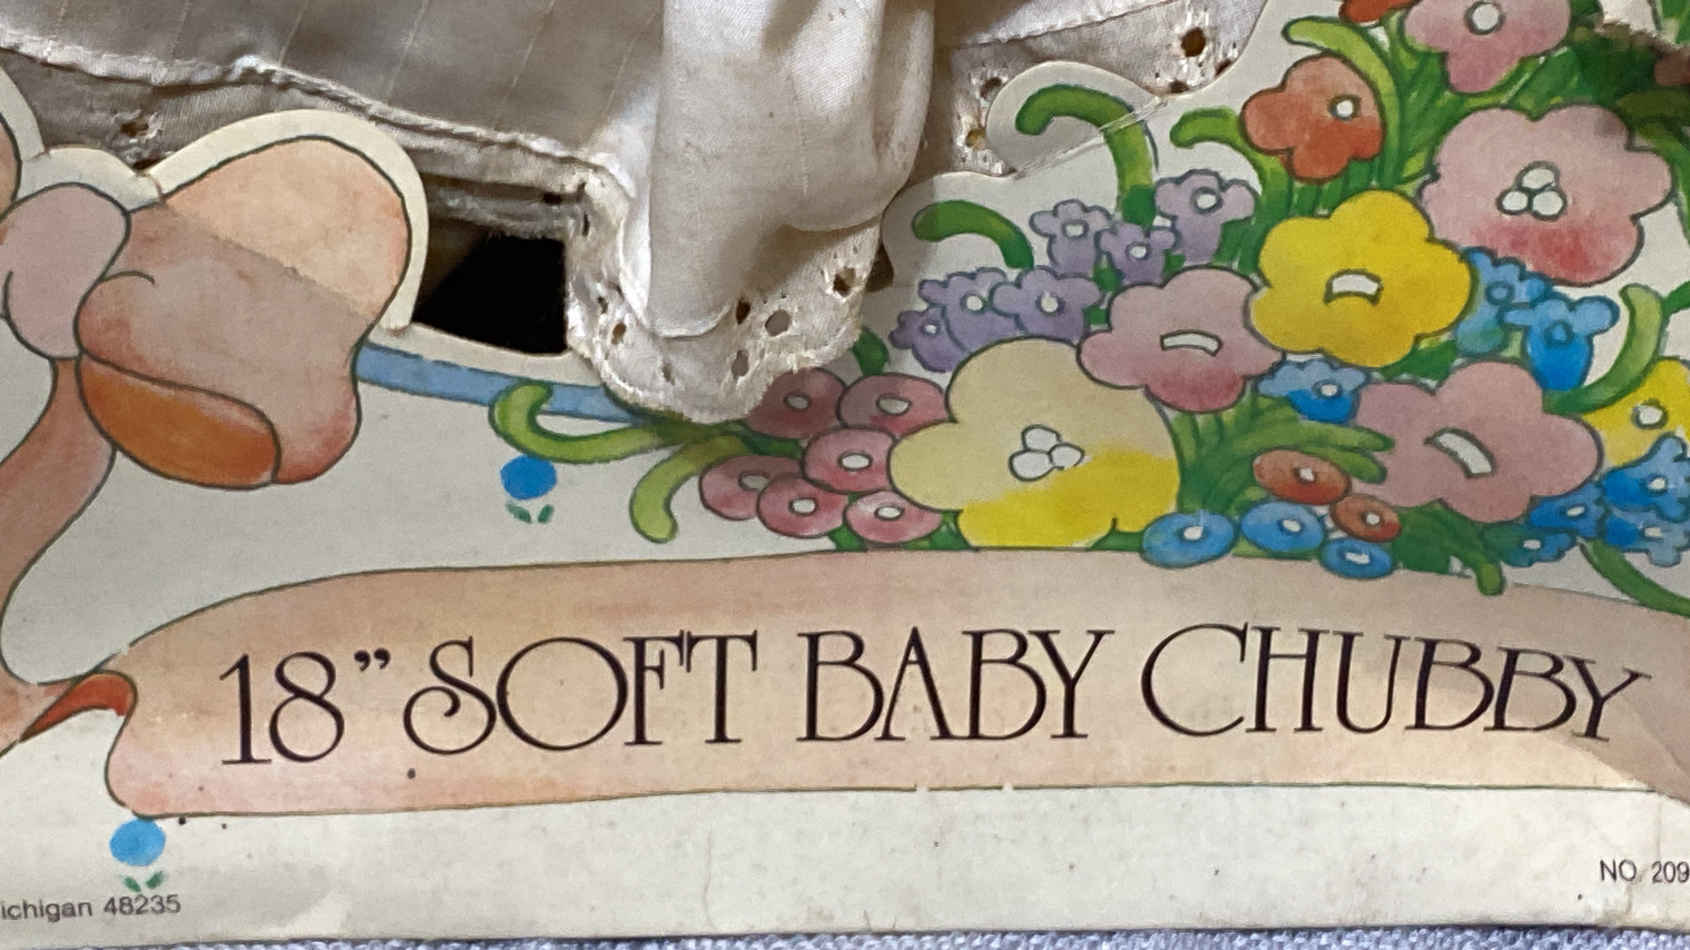 18” SOFT BABY CHUBBY
NO. 209
ichigan 48235